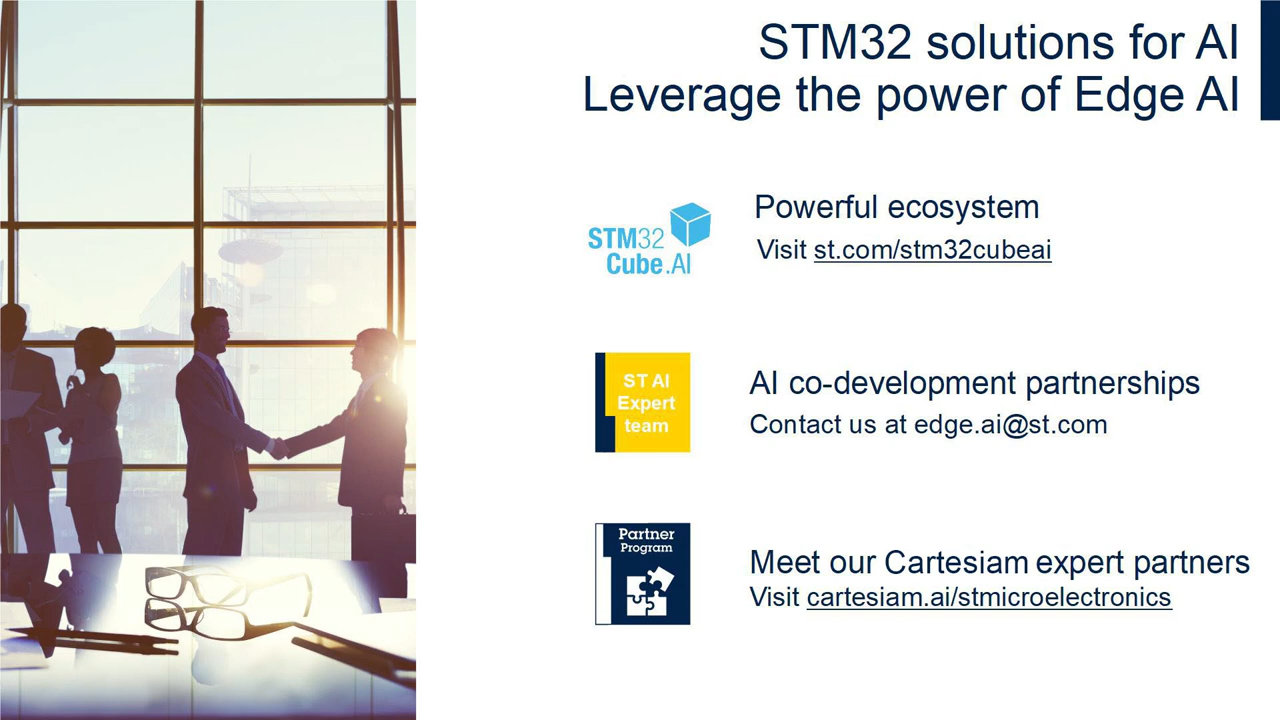 STM32 solutions for AI
Leverage the power of Edge AI
STM32
Cube.AI
Powerful ecosystem
Visit st.com/stm32cubeai
ST AI
Expert
team
AI co-development partnerships
Contact us at edge.ai@st.com
Partner
Program
Meet our Cartesiam expert partners
Visit cartesiam.ai/stmicroelectronics